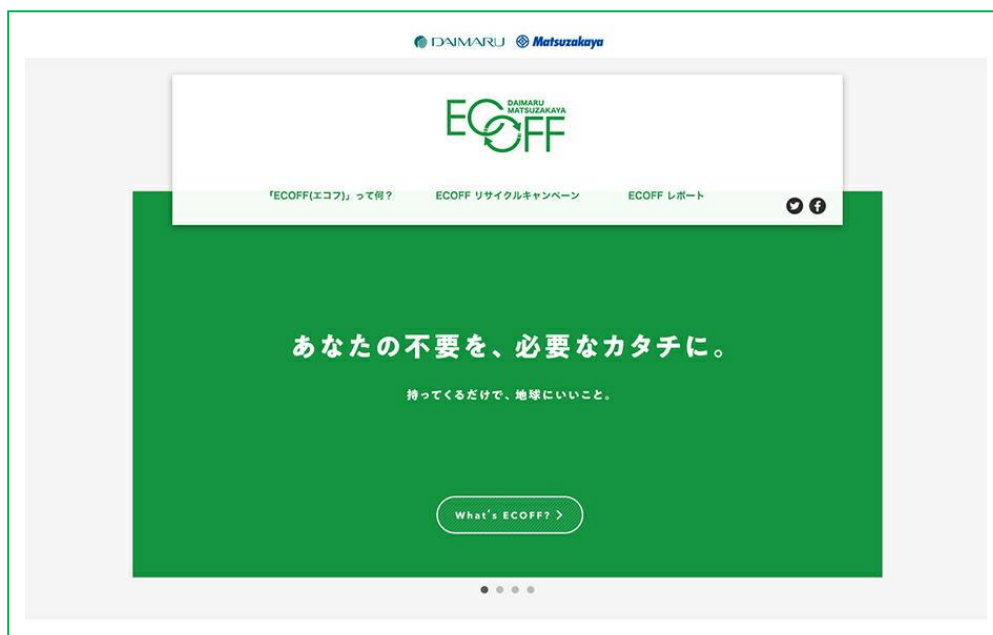 DAIMARU Matsuzakaya
DAIMARU
MATSUZAKAYA
ECOFF
「ECOFF(エコフ)」って何？ ECOFF リサイクルキャンペーン ECOFF レポート
あなたの不要を、必要なカタチに。
持ってくるだけで、地球にいいこと。
What's ECOFF? >